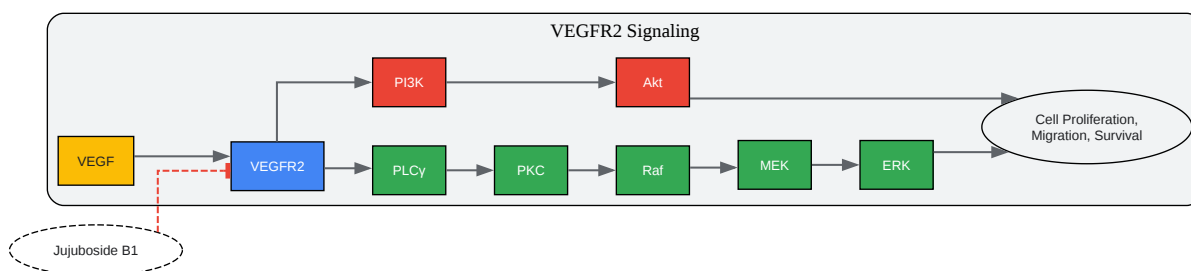 VEGFR2 Signaling
PI3K
Akt
Cell Proliferation,
Migration, Survival
VEGF
VEGFR2
PLCγ
PKC
Raf
MEK
ERK
Jujuboside B1